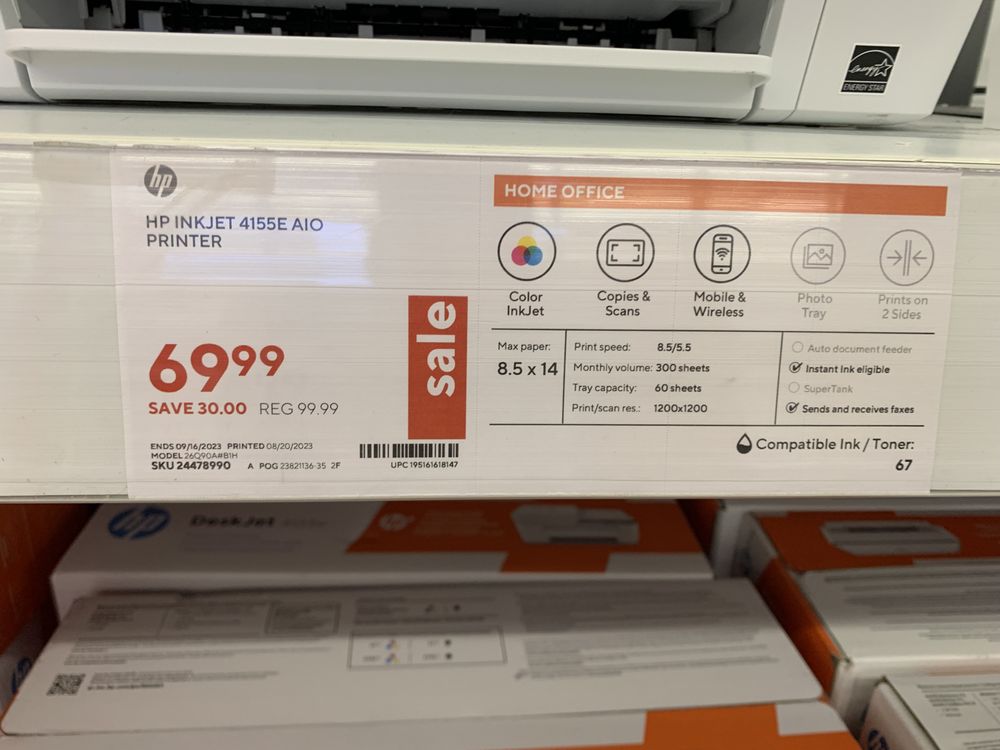 ENERGY STAR
hp
HP INKJET 4155E AIO
PRINTER
69.99
SAVE 30.00 REG 99.99
sale
ENDS 09/16/2023 PRINTED 08/20/2023
MODEL 26Q90A#B1H
SKU 24478990 A POG 23821136-35 2F
UPC 195161618147
HOME OFFICE
Color
InkJet
Copies &
Scans
Mobile &
Wireless
Photo
Tray
Prints on
2 Sides
Max paper:
8.5 x 14
Print speed: 8.5/5.5
Monthly volume: 300 sheets
Tray capacity: 60 sheets
Print/scan res.: 1200x1200
Auto document feeder
Instant Ink eligible
SuperTank
Sends and receives faxes
Compatible Ink / Toner:
67
hp DeskJet